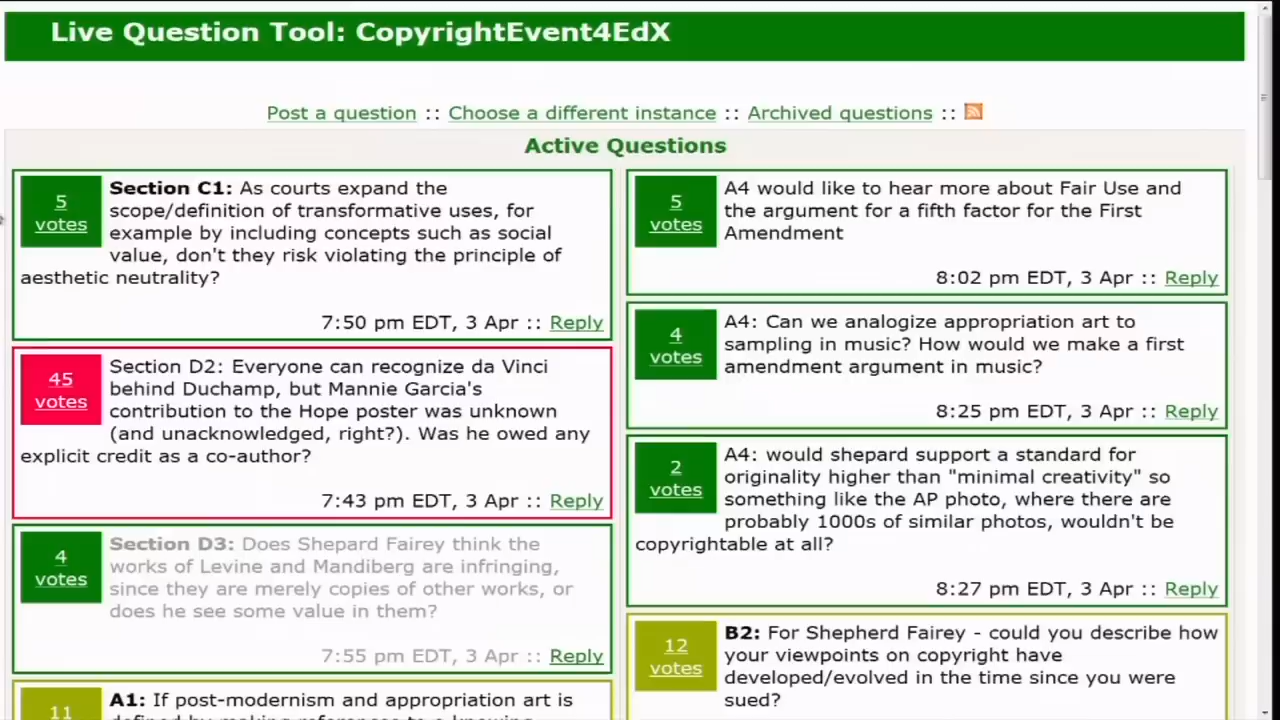 Live Question Tool: CopyrightEvent4EdX
Post a question :: Choose a different instance :: Archived questions ::
Active Questions
5
votes
Section C1: As courts expand the
scope/definition of transformative uses, for
example by including concepts such as social
value, don't they risk violating the principle of
aesthetic neutrality?
7:50 pm EDT, 3 Apr :: Reply
45
votes
Section D2: Everyone can recognize da Vinci
behind Duchamp, but Mannie Garcia's
contribution to the Hope poster was unknown
(and unacknowledged, right?). Was he owed any
explicit credit as a co-author?
7:43 pm EDT, 3 Apr :: Reply
4
votes
Section D3: Does Shepard Fairey think the
works of Levine and Mandiberg are infringing,
since they are merely copies of other works, or
does he see some value in them?
7:55 pm EDT, 3 Apr :: Reply
11
A1: If post-modernism and appropriation art is
defined by making references to a knowing
5
votes
A4 would like to hear more about Fair Use and
the argument for a fifth factor for the First
Amendment
8:02 pm EDT, 3 Apr :: Reply
4
votes
A4: Can we analogize appropriation art to
sampling in music? How would we make a first
amendment argument in music?
8:25 pm EDT, 3 Apr :: Reply
2
votes
A4: would shepard support a standard for
originality higher than "minimal creativity" so
something like the AP photo, where there are
probably 1000s of similar photos, wouldn't be
copyrightable at all?
8:27 pm EDT, 3 Apr :: Reply
12
votes
B2: For Shepherd Fairey - could you describe how
your viewpoints on copyright have
developed/evolved in the time since you were
sued?